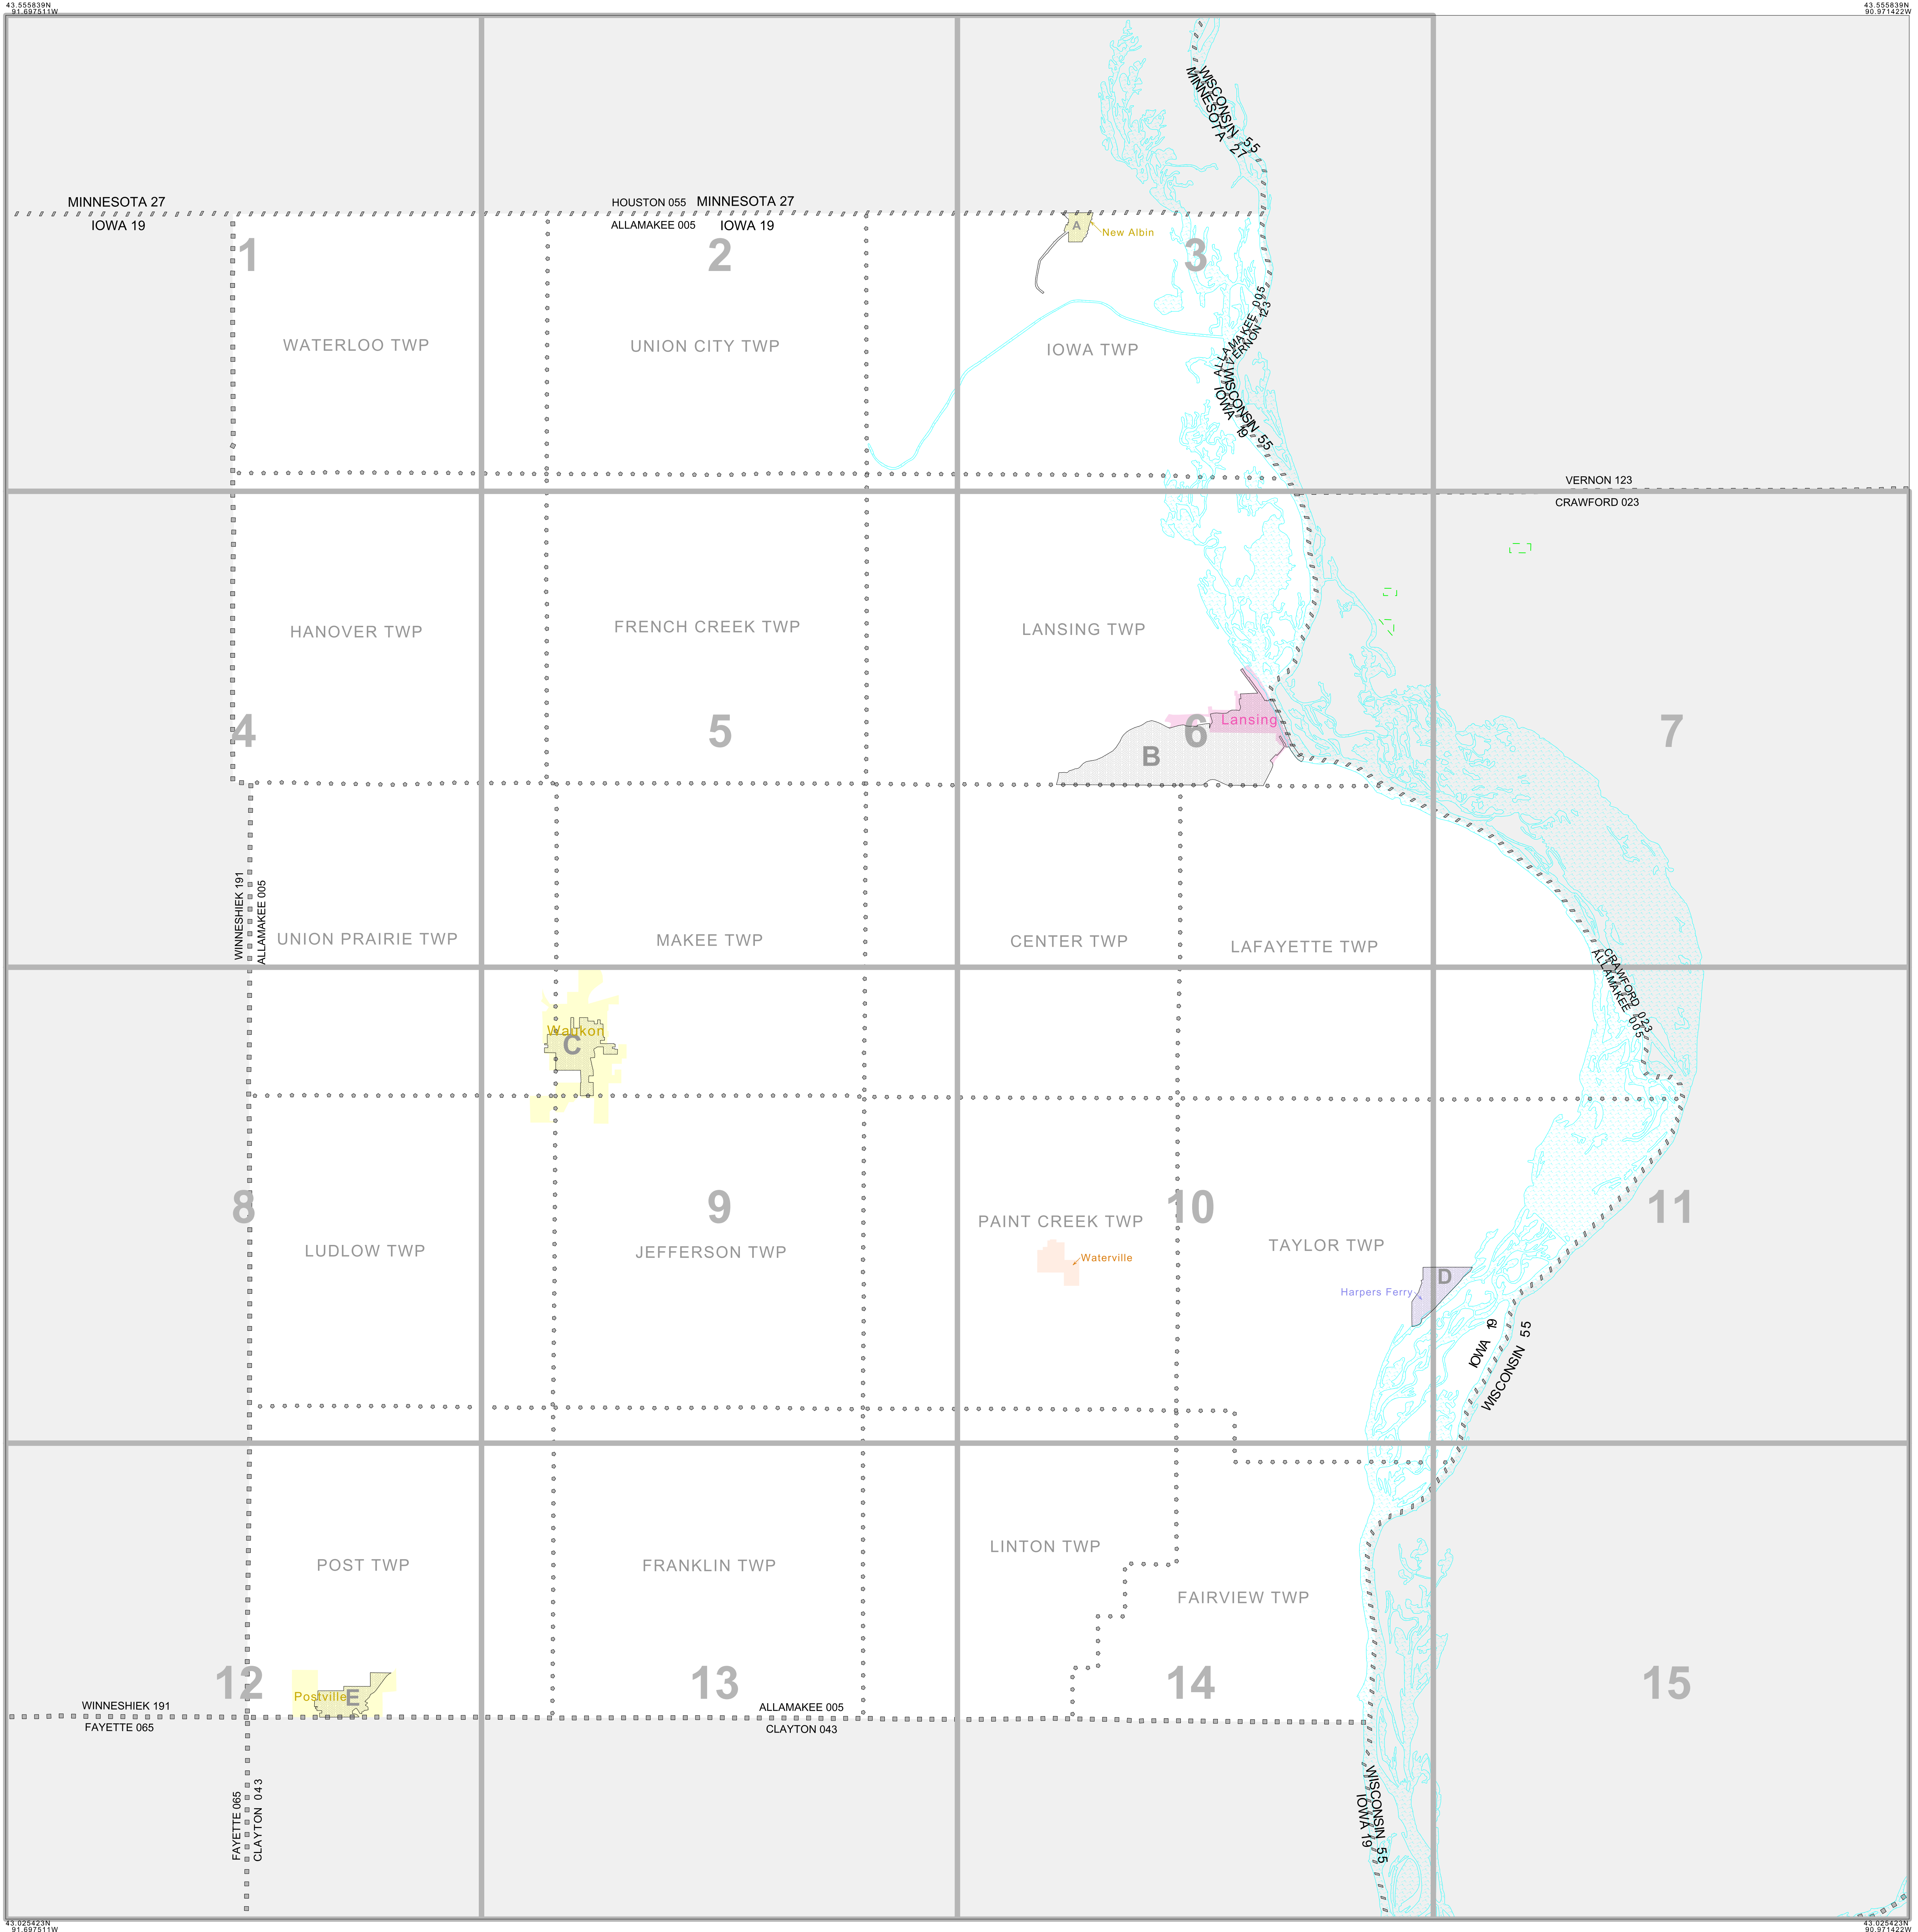 43.555839N
91.697511W
43.555839N
90.971422W
WISCONSIN 55
MINNESOTA 27
MINNESOTA 27
IOWA 19
HOUSTON 055 MINNESOTA 27
ALLAMAKEE 005 IOWA 19
A
New Albin
1
2
3
WATERLOO TWP
UNION CITY TWP
IOWA TWP
ALLAMAKEE 005
VERNON 123
WISCONSIN 55
IOWA 19
VERNON 123
CRAWFORD 023
HANOVER TWP
FRENCH CREEK TWP
LANSING TWP
Lansing
4
5
6
7
B
WINNESHIEK 191
ALLAMAKEE 005
UNION PRAIRIE TWP
MAKEE TWP
CENTER TWP
LAFAYETTE TWP
CRAWFORD 023
ALLAMAKEE 005
Waukon
C
8
9
10
11
PAINT CREEK TWP
LUDLOW TWP
JEFFERSON TWP
TAYLOR TWP
Waterville
D
Harpers Ferry
IOWA 19
WISCONSIN 55
POST TWP
FRANKLIN TWP
LINTON TWP
FAIRVIEW TWP
12
13
14
15
Postville
E
WINNESHIEK 191
FAYETTE 065
ALLAMAKEE 005
CLAYTON 043
FAYETTE 065
CLAYTON 043
WISCONSIN 55
IOWA 19
43.025423N
91.697511W
43.025423N
90.971422W